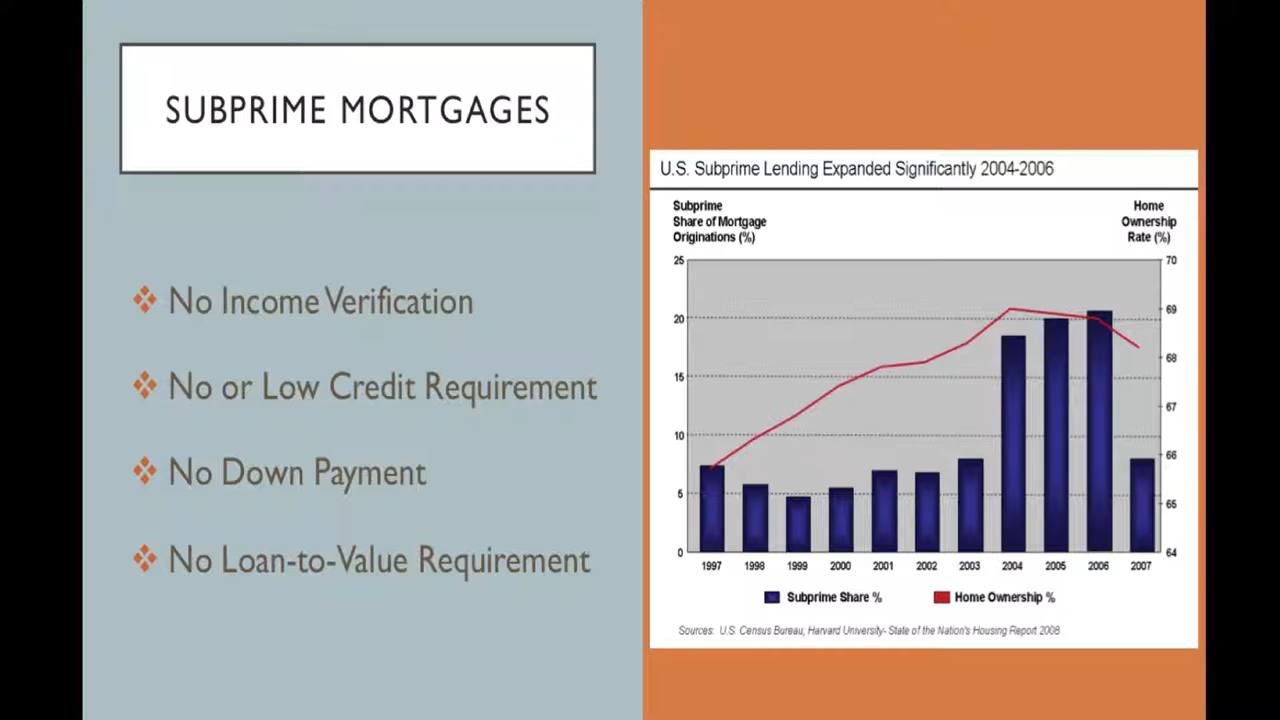 SUBPRIME MORTGAGES
No Income Verification
No or Low Credit Requirement
No Down Payment
No Loan-to-Value Requirement
U.S. Subprime Lending Expanded Significantly 2004-2006
Subprime
Share of Mortgage
Originations (%)
Home
Ownership
Rate (%)
25
20
15
10
5
0
70
69
68
67
66
65
64
1997 1998 1999 2000 2001 2002 2003 2004 2005 2006 2007
Subprime Share % Home Ownership %
Sources: U.S. Census Bureau, Harvard University- State of the Nation's Housing Report 2008